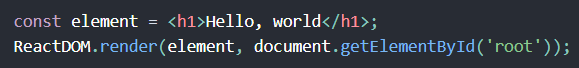 const element = <h1>Hello, world</h1>;
ReactDOM.render(element, document.getElementById('root'));